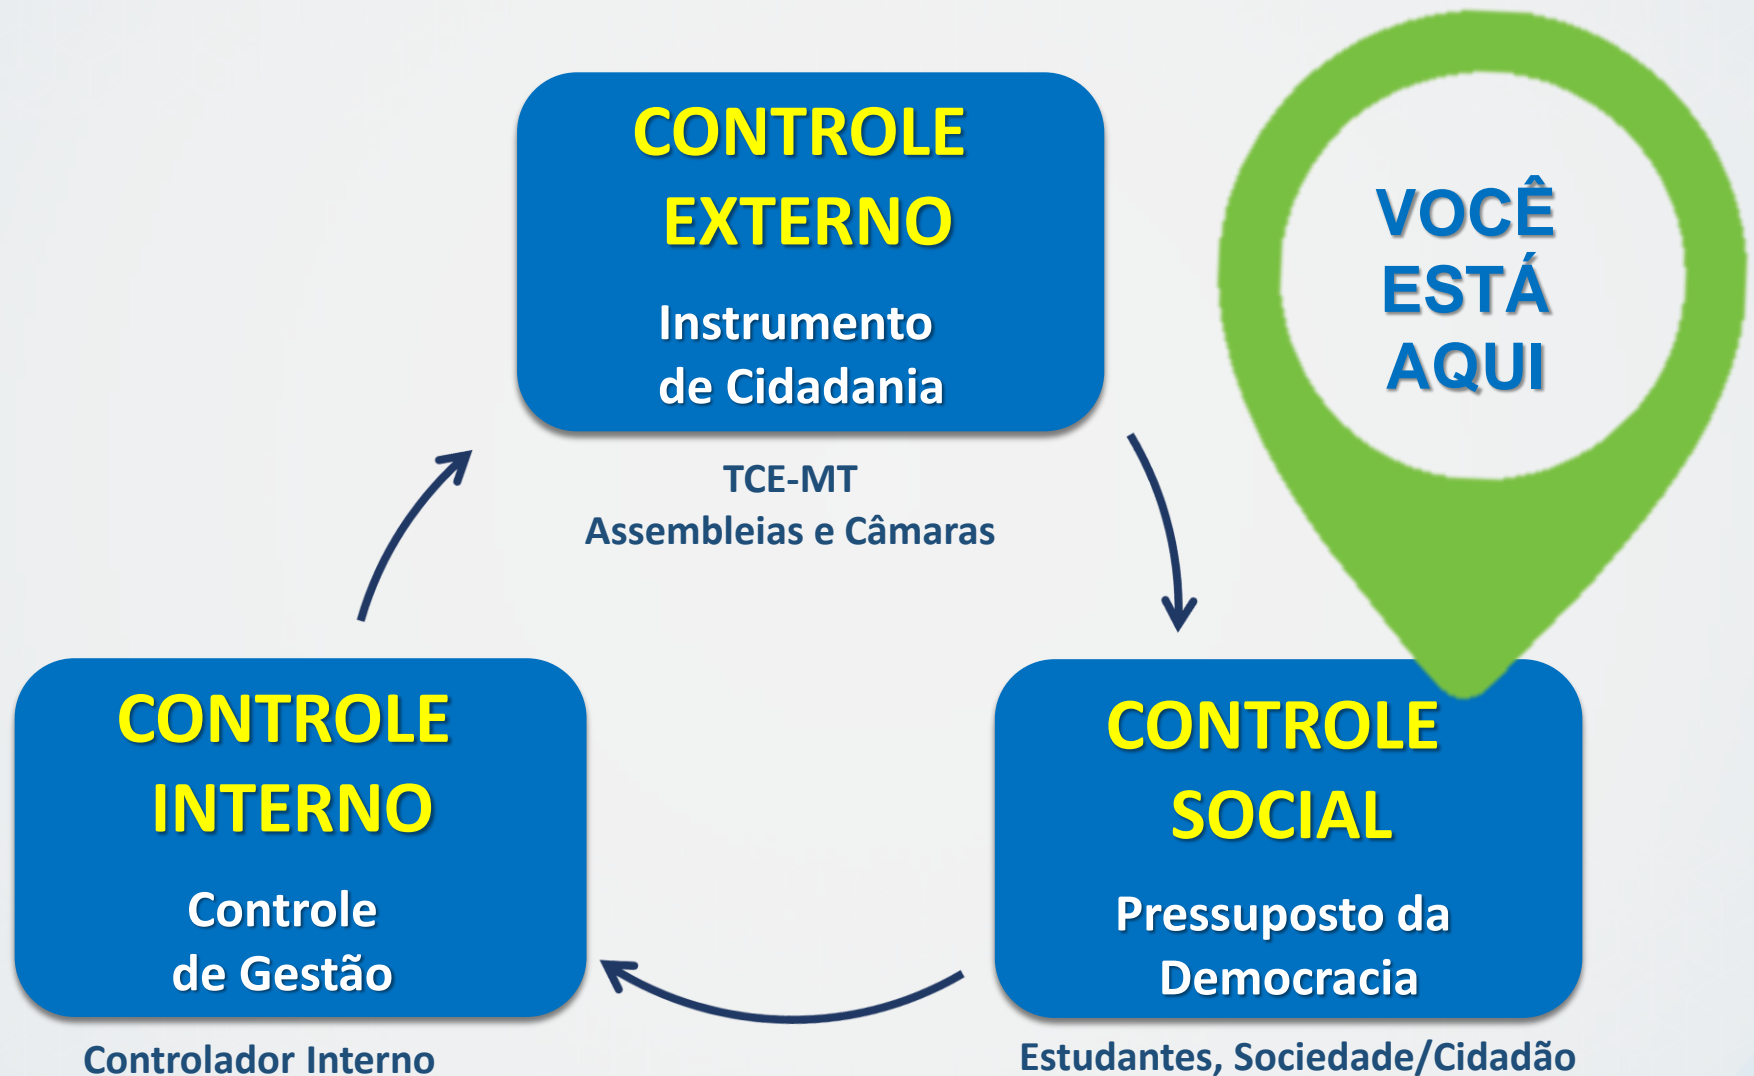 CONTROLE
EXTERNO
Instrumento
de Cidadania
TCE-MT
Assembleias e Câmaras
VOCÊ
ESTÁ
AQUI
CONTROLE
INTERNO
Controle
de Gestão
Controlador Interno
CONTROLE
SOCIAL
Pressuposto da
Democracia
Estudantes, Sociedade/Cidadão